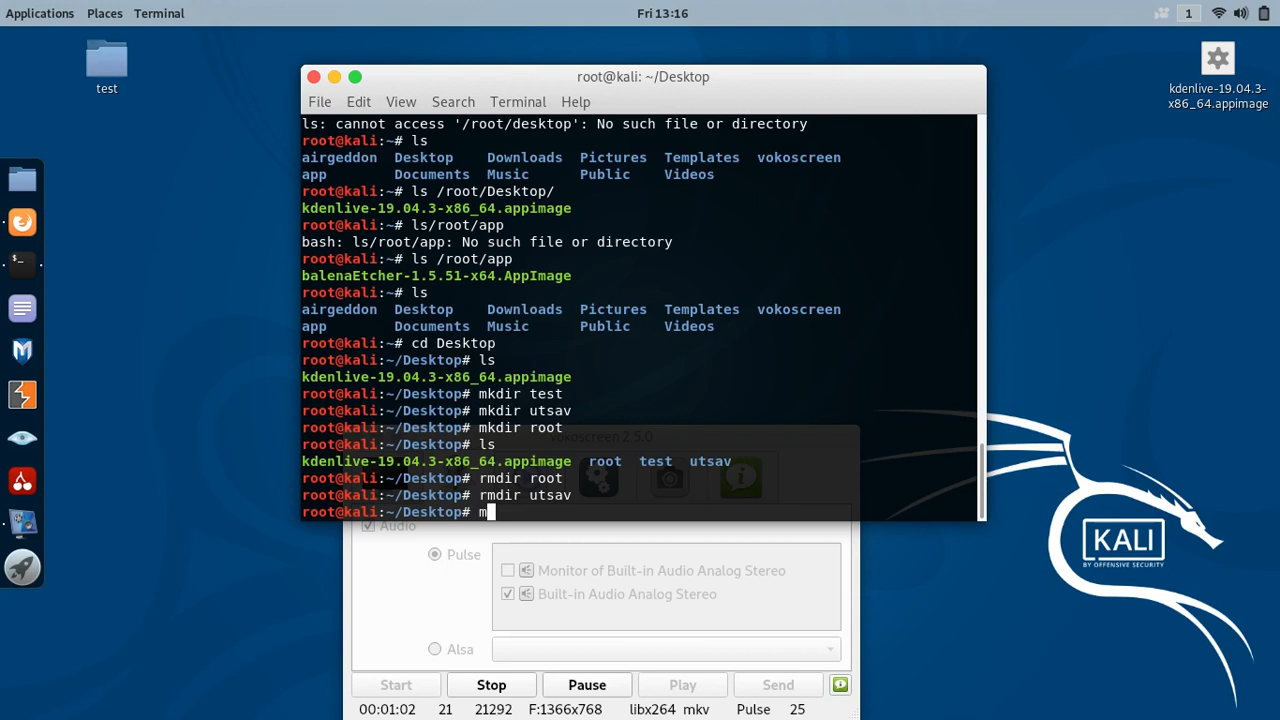 Applications Places Terminal Fri 13:16 1
test
kdenlive-19.04.3-
x86_64.appimage
root@kali: ~/Desktop
File Edit View Search Terminal Help
ls: cannot access '/root/desktop': No such file or directory
root@kali:~# ls
airgeddon Desktop Downloads Pictures Templates vokoscreen
app Documents Music Public Videos
root@kali:~# ls /root/Desktop/
kdenlive-19.04.3-x86_64.appimage
root@kali:~# ls/root/app
bash: ls/root/app: No such file or directory
root@kali:~# ls /root/app
balenaEtcher-1.5.51-x64.AppImage
root@kali:~# ls
airgeddon Desktop Downloads Pictures Templates vokoscreen
app Documents Music Public Videos
root@kali:~# cd Desktop
root@kali:~/Desktop# ls
kdenlive-19.04.3-x86_64.appimage
root@kali:~/Desktop# mkdir test
root@kali:~/Desktop# mkdir utsav
root@kali:~/Desktop# mkdir root
root@kali:~/Desktop# ls
kdenlive-19.04.3-x86_64.appimage root test utsav
root@kali:~/Desktop# rmdir root
root@kali:~/Desktop# rmdir utsav
root@kali:~/Desktop# m
vokoscreen 2.5.0
Audio
Pulse
Monitor of Built-in Audio Analog Stereo
Built-in Audio Analog Stereo
Alsa
Start Stop Pause Play Send
00:01:02 21 21292 F:1366x768 libx264 mkv Pulse 25
KALI
BY OFFENSIVE SECURITY